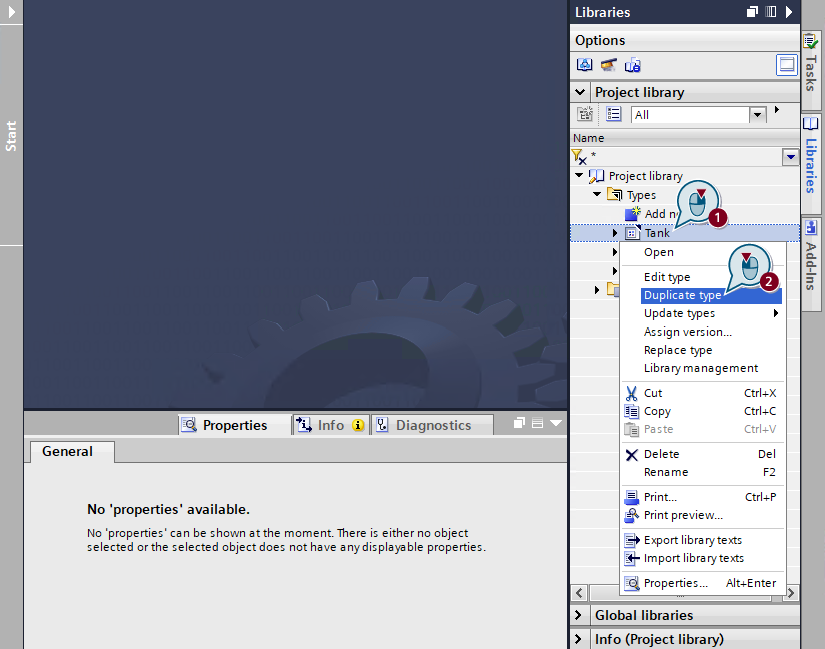 Start
Libraries
Options
Project library
All
Name
*
Project library
Types
Add n
1
Tank
Open
2
Edit type
Duplicate type
Update types
Assign version...
Replace type
Library management
Cut Ctrl+X
Copy Ctrl+C
Paste Ctrl+V
Delete Del
Rename F2
Print... Ctrl+P
Print preview...
Export library texts
Import library texts
Properties... Alt+Enter
Global libraries
Info (Project library)
Tasks
Libraries
Add-Ins
Properties Info Diagnostics
General
No 'properties' available.
No 'properties' can be shown at the moment. There is either no object
selected or the selected object does not have any displayable properties.